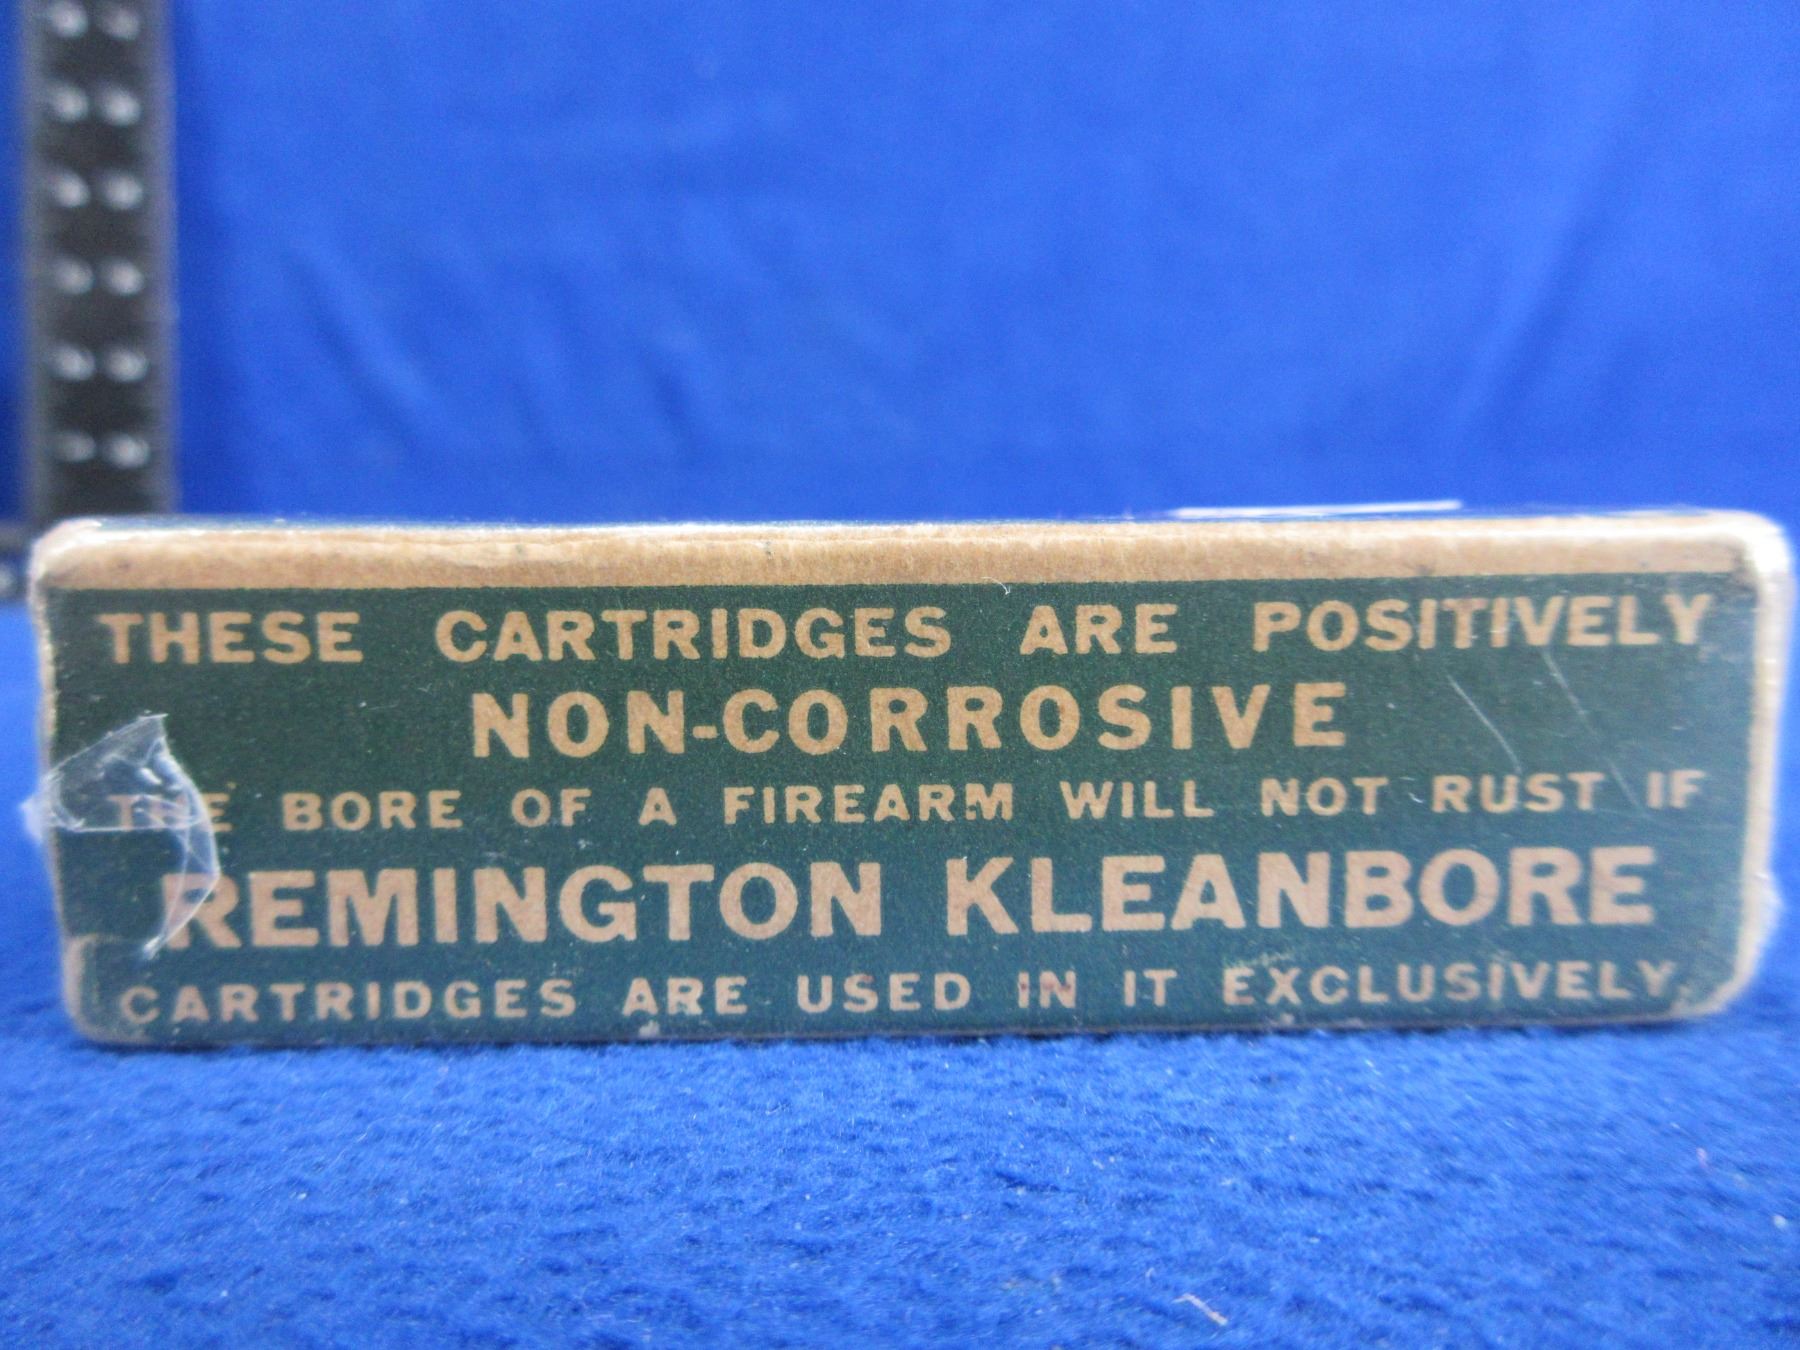 THESE CARTRIDGES ARE POSITIVELY
NON-CORROSIVE
THE BORE OF A FIREARM WILL NOT RUST IF
REMINGTON KLEANBORE
CARTRIDGES ARE USED IN IT EXCLUSIVELY.